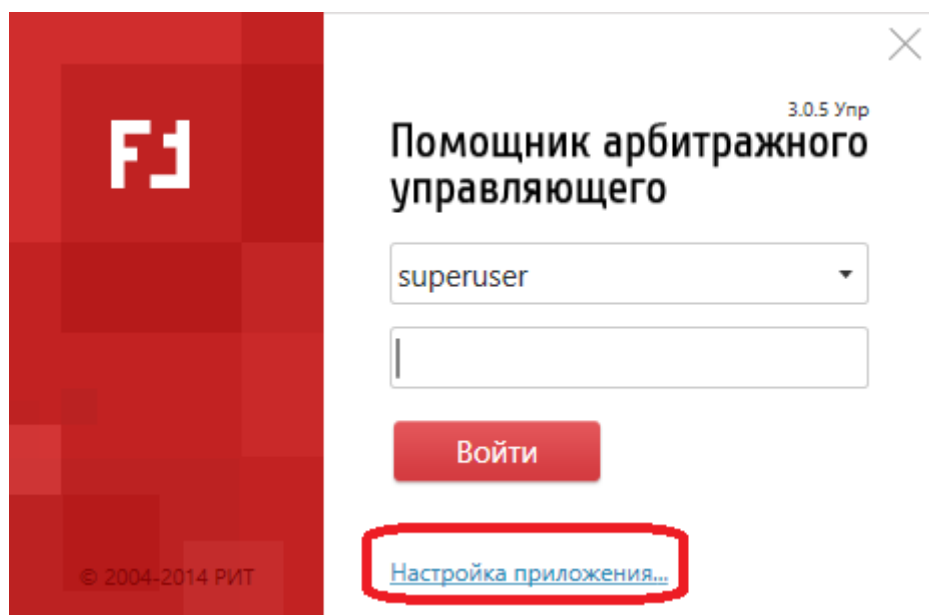 3.0.5 Упр
Помощник арбитражного
управляющего
superuser
Войти
Настройка приложения...
© 2004-2014 РИТ